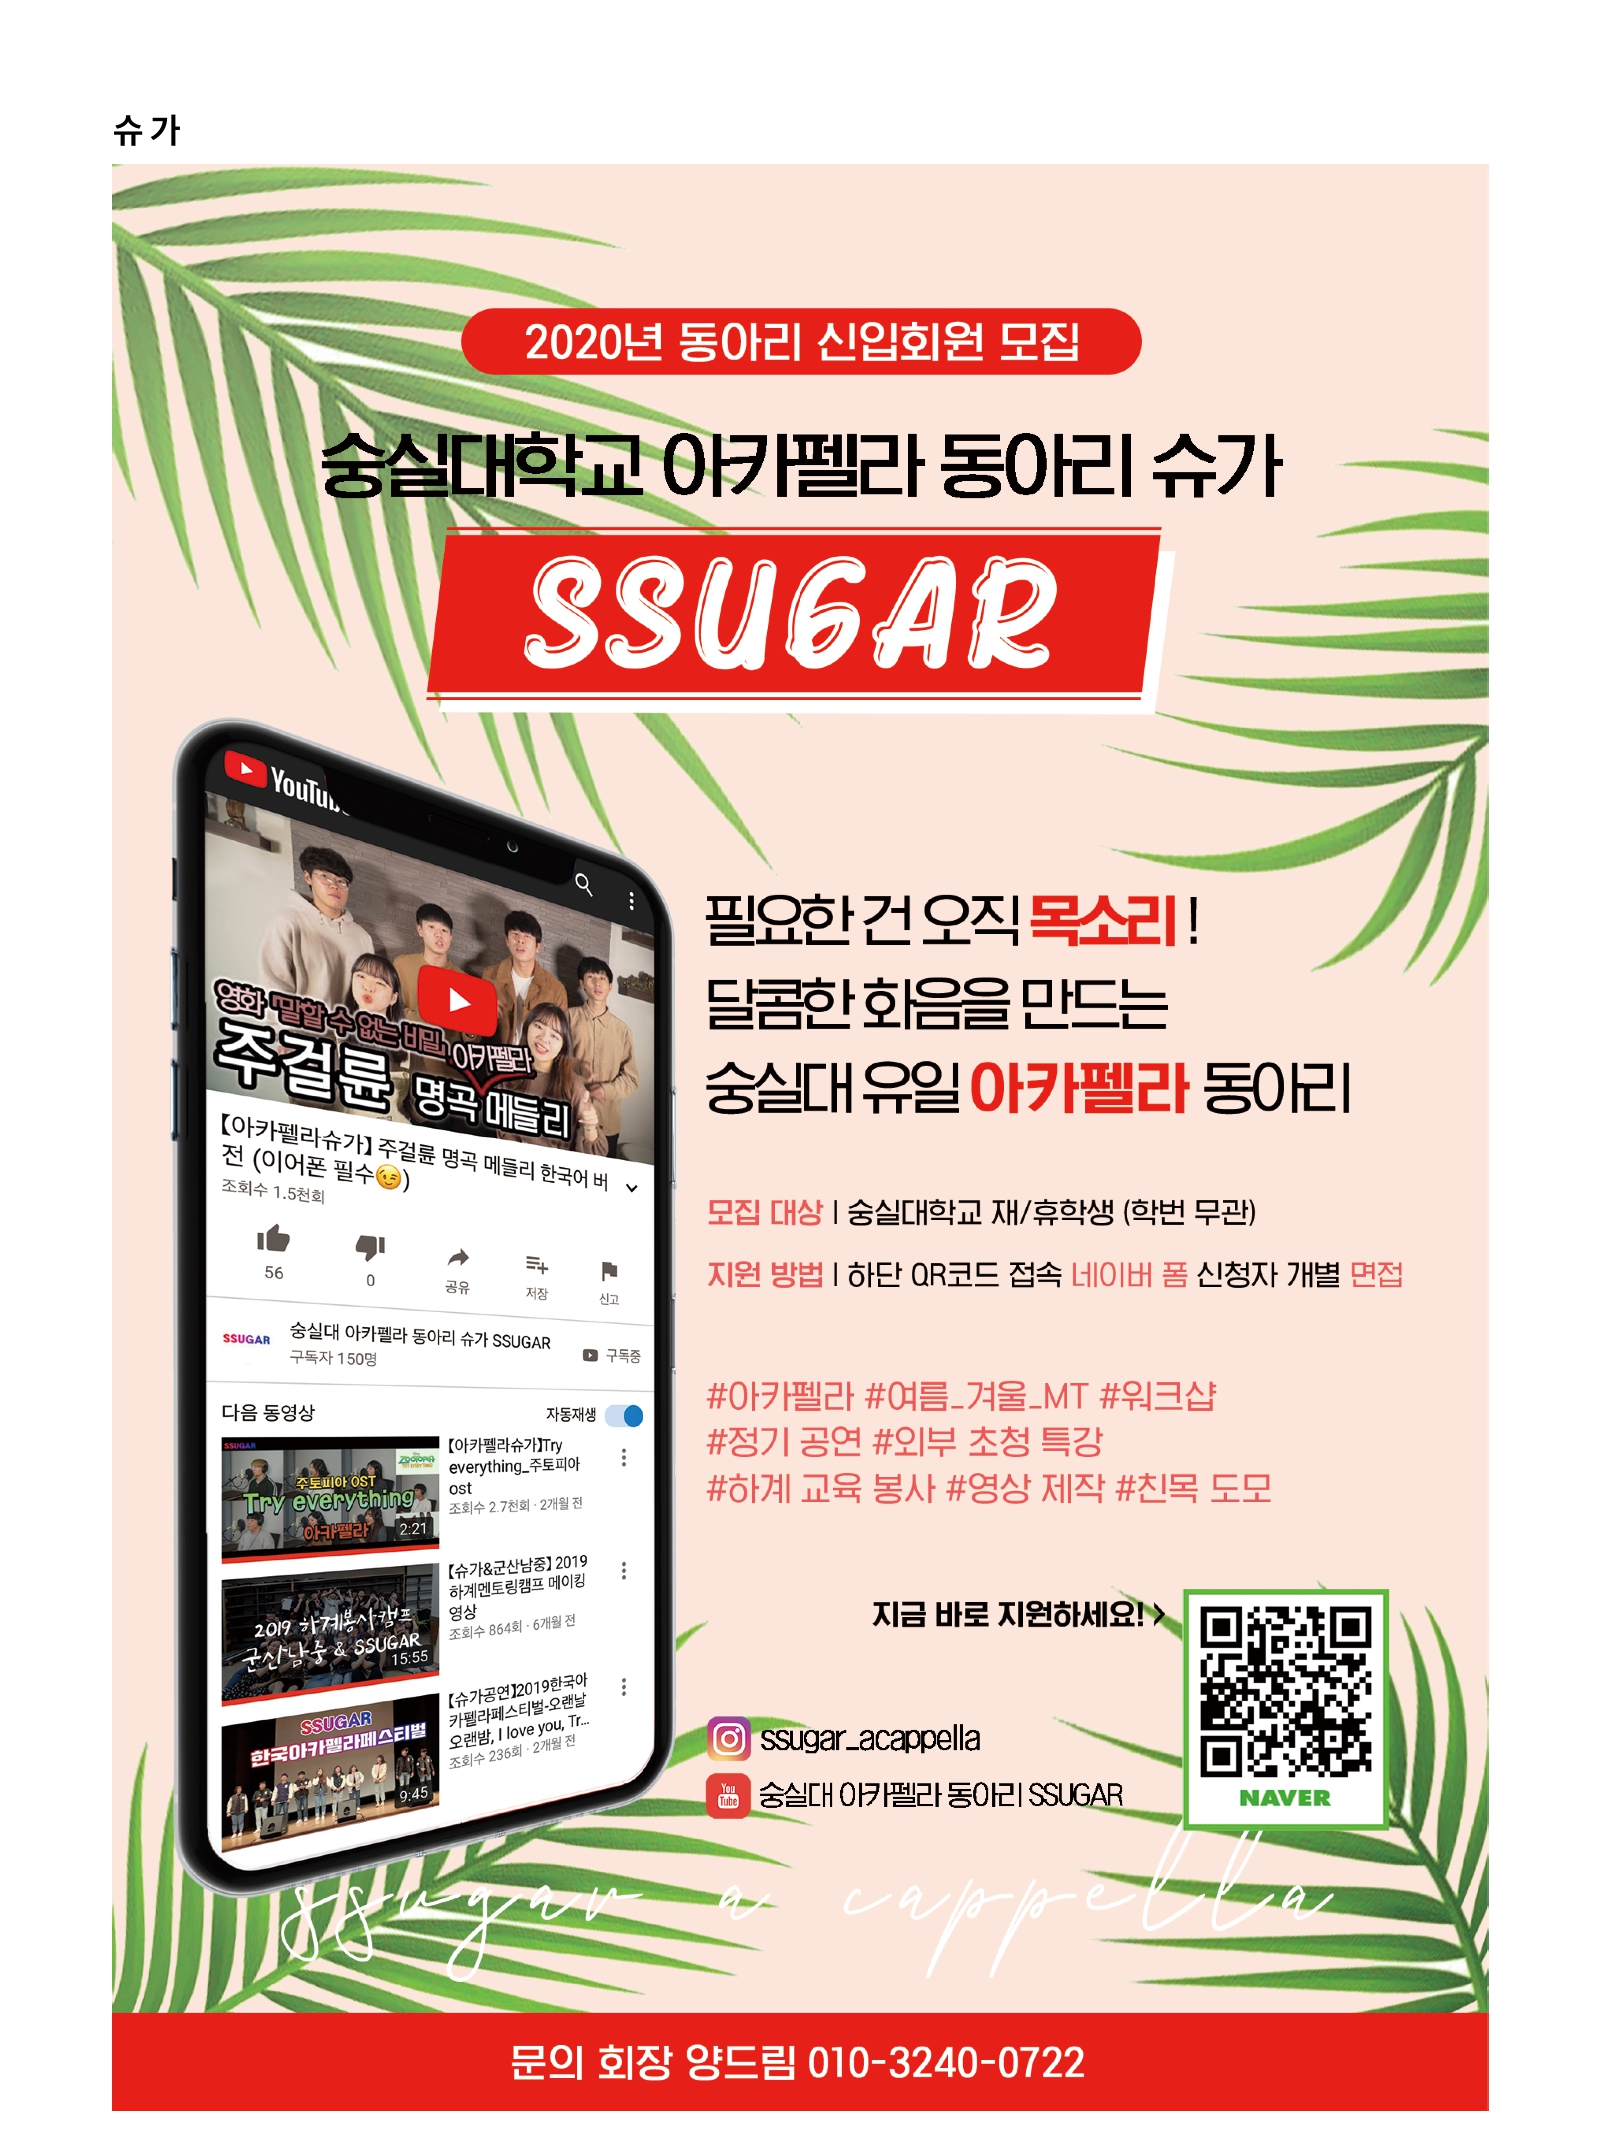 슈가
2020년 동아리 신입회원 모집
숭실대학교 아카펠라 동아리 슈가
SSUGAR
YouTub
영화 '말할 수 없는 비밀'
아카펠라
주걸륜 명곡 메들리
【아카펠라슈가】 주걸륜 명곡 메들리 한국어 버
전 (이어폰 필수😉)
조회수 1.5천회
56
0
공유
저장
신고
SSUGAR
숭실대 아카펠라 동아리 슈가 SSUGAR
구독자 150명
구독중
다음 동영상
자동재생
SSUGAR
ZOOTOPIA
TRY EVERYTHING
주토피아 OST
Try everything
아카펠라
2:21
【아카펠라슈가】Try
everything_주토피아
ost
조회수 2.7천회 · 2개월 전
2019 하계봉사캠프
군산남중 & SSUGAR
15:55
【슈가&군산남중】 2019
하계멘토링캠프 메이킹
영상
조회수 864회 · 6개월 전
SSUGAR
한국아카펠라페스티벌
9:45
【슈가공연】2019한국아
카펠라페스티벌-오랜날
오랜밤, I love you, Tr...
조회수 236회 · 2개월 전
필요한 건 오직 목소리 !
달콤한 화음을 만드는
숭실대 유일 아카펠라 동아리
모집 대상 | 숭실대학교 재/휴학생 (학번 무관)
지원 방법 | 하단 QR코드 접속 네이버 폼 신청자 개별 면접
#아카펠라 #여름_겨울_MT #워크샵
#정기 공연 #외부 초청 특강
#하계 교육 봉사 #영상 제작 #친목 도모
지금 바로 지원하세요! >
NAVER
ssugar_acappella
You
Tube
숭실대 아카펠라 동아리 SSUGAR
ssugar a cappella
문의 회장 양드림 010-3240-0722